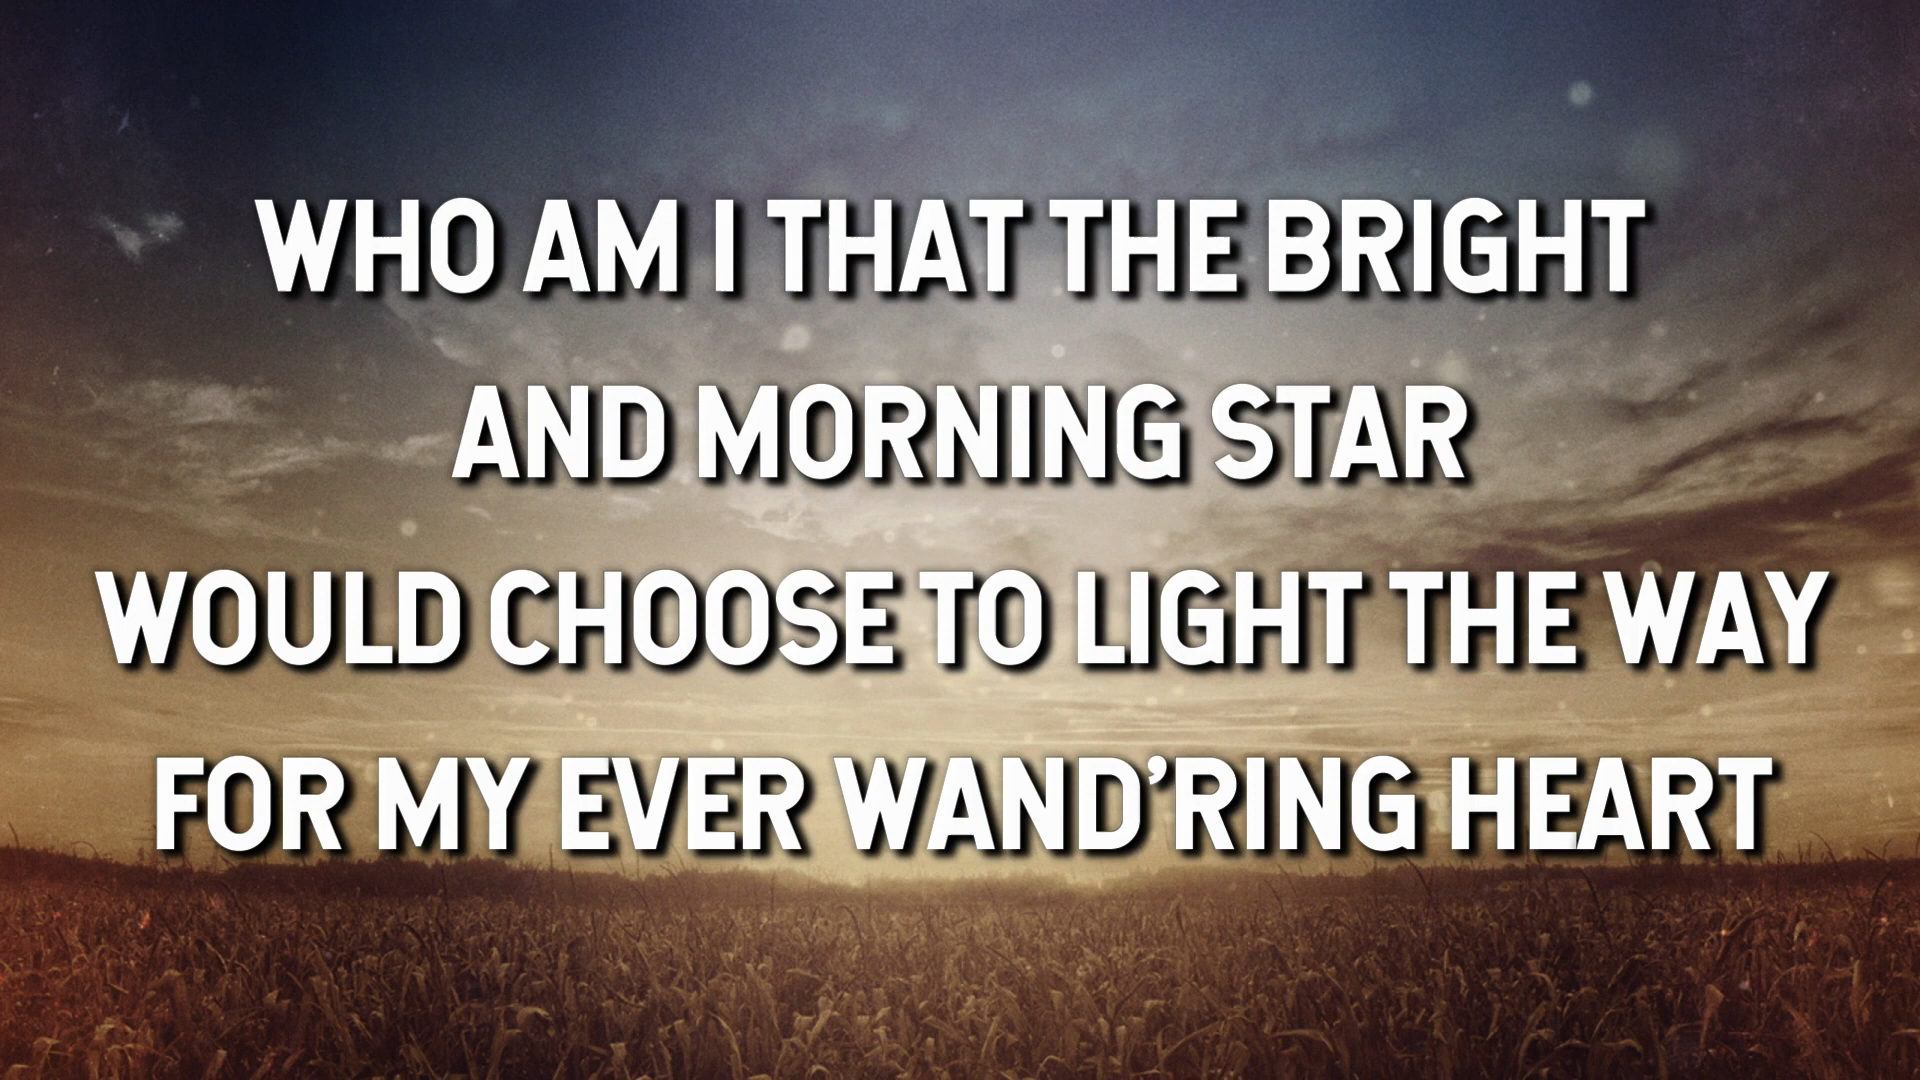 WHO AM I THAT THE BRIGHT
AND MORNING STAR
WOULD CHOOSE TO LIGHT THE WAY
FOR MY EVER WAND’RING HEART